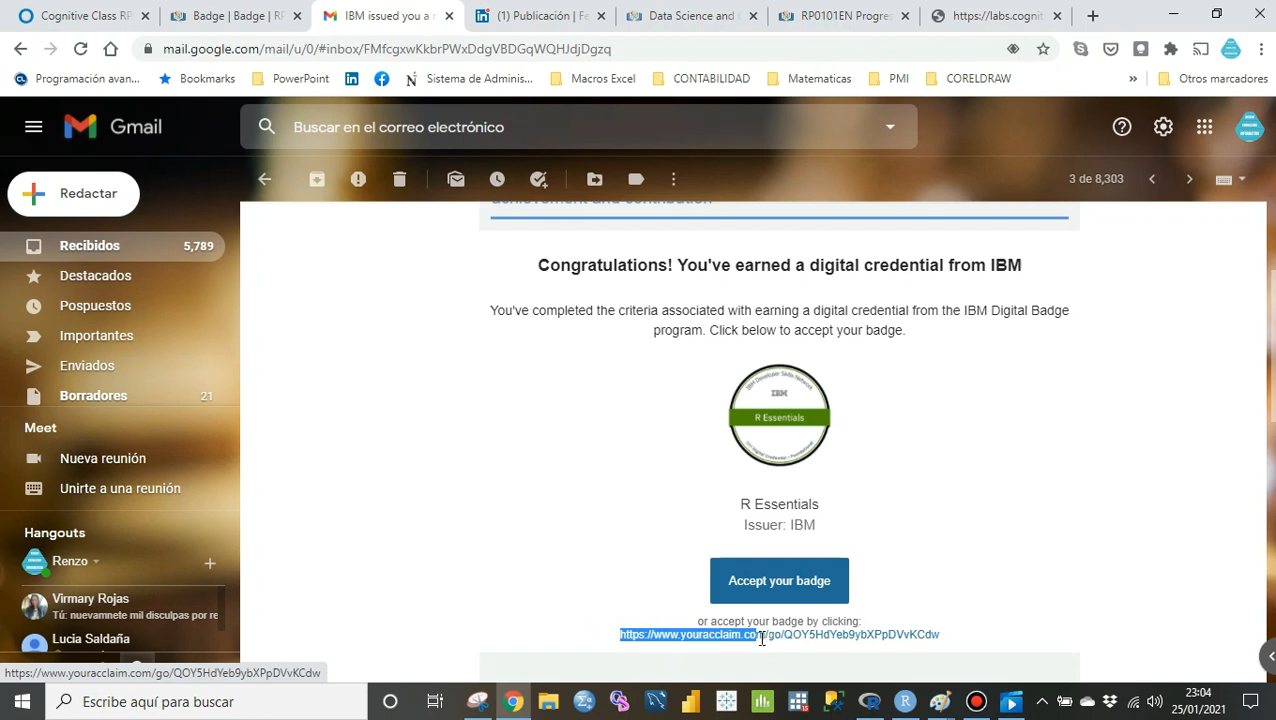 Cognitive Class RP
Badge | Badge | RP
IBM issued you a n
(1) Publicación | Fe
Data Science and C
RP0101EN Progres
https://labs.cognit
mail.google.com/mail/u/0/#inbox/FMfcgxwKkbrPWxDdgVBDGqWQHJdjDgzq
Programación avan...
Bookmarks
PowerPoint
Sistema de Adminis...
Macros Excel
CONTABILIDAD
Matematicas
PMI
CORELDRAW
»
Otros marcadores
Gmail
Buscar en el correo electrónico
Redactar
3 de 8,303
Recibidos 5,789
Destacados
Pospuestos
Importantes
Enviados
Borradores 21
Meet
Nueva reunión
Unirte a una reunión
Hangouts
Renzo
Virmary Rojas
Tú: nuevamnete mil disculpas por re
Lucia Saldaña
Congratulations! You've earned a digital credential from IBM
You've completed the criteria associated with earning a digital credential from the IBM Digital Badge
program. Click below to accept your badge.
IBM Developer Skills Network
IBM
R Essentials
R Essentials
Issuer: IBM
Accept your badge
or accept your badge by clicking:
https://www.youracclaim.com/go/QOY5HdYeb9ybXPpDVvKCdw
https://www.youracclaim.com/go/QOY5HdYeb9ybXPpDVvKCdw
Escribe aquí para buscar
23:04
25/01/2021